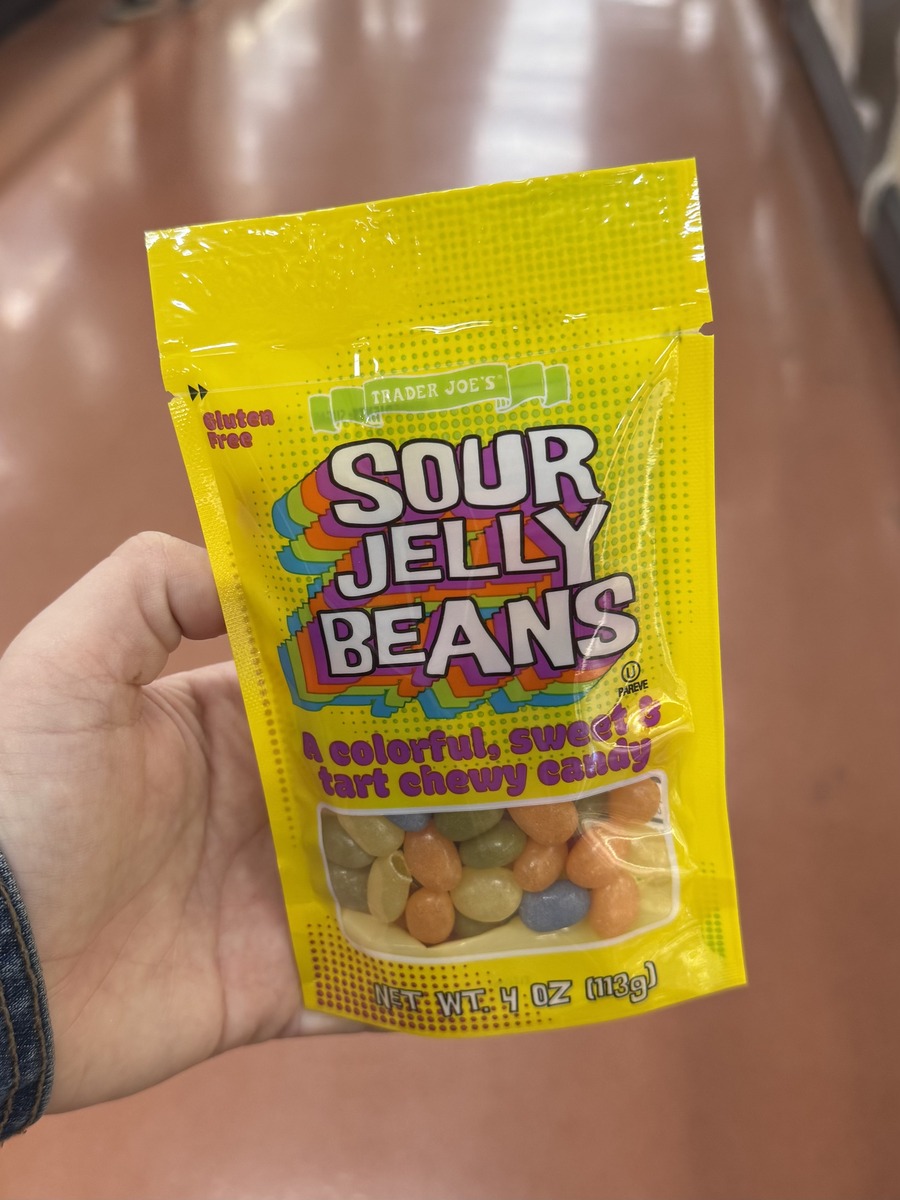 TRADER JOE'S
Gluten
Free
SOUR
JELLY
BEANS
U
PAREVE
A colorful, sweet &
tart chewy candy
NET WT. 4 OZ (113g)